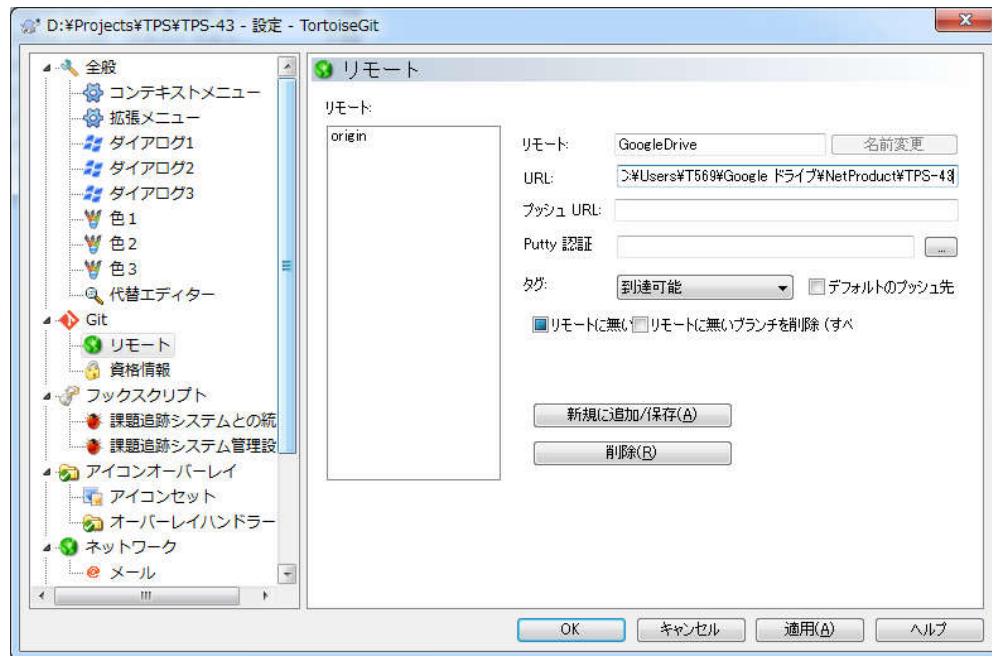 D:¥Projects¥TPS¥TPS-43 - 設定 - TortoiseGit
全般
コンテキストメニュー
拡張メニュー
ダイアログ1
ダイアログ2
ダイアログ3
色1
色2
色3
代替エディター
Git
リモート
資格情報
フックスクリプト
課題追跡システムとの統
課題追跡システム管理設
アイコンオーバーレイ
アイコンセット
オーバーレイハンドラー
ネットワーク
メール
リモート
リモート:
origin
リモート: GoogleDrive 名前変更
URL: :¥Users¥T569¥Google ドライブ¥NetProduct¥TPS-43
プッシュ URL:
Putty 認証 ...
タグ: 到達可能 デフォルトのプッシュ先
リモートに無い リモートに無いブランチを削除 (すべ
新規に追加/保存(A)
削除(R)
OK キャンセル 適用(A) ヘルプ